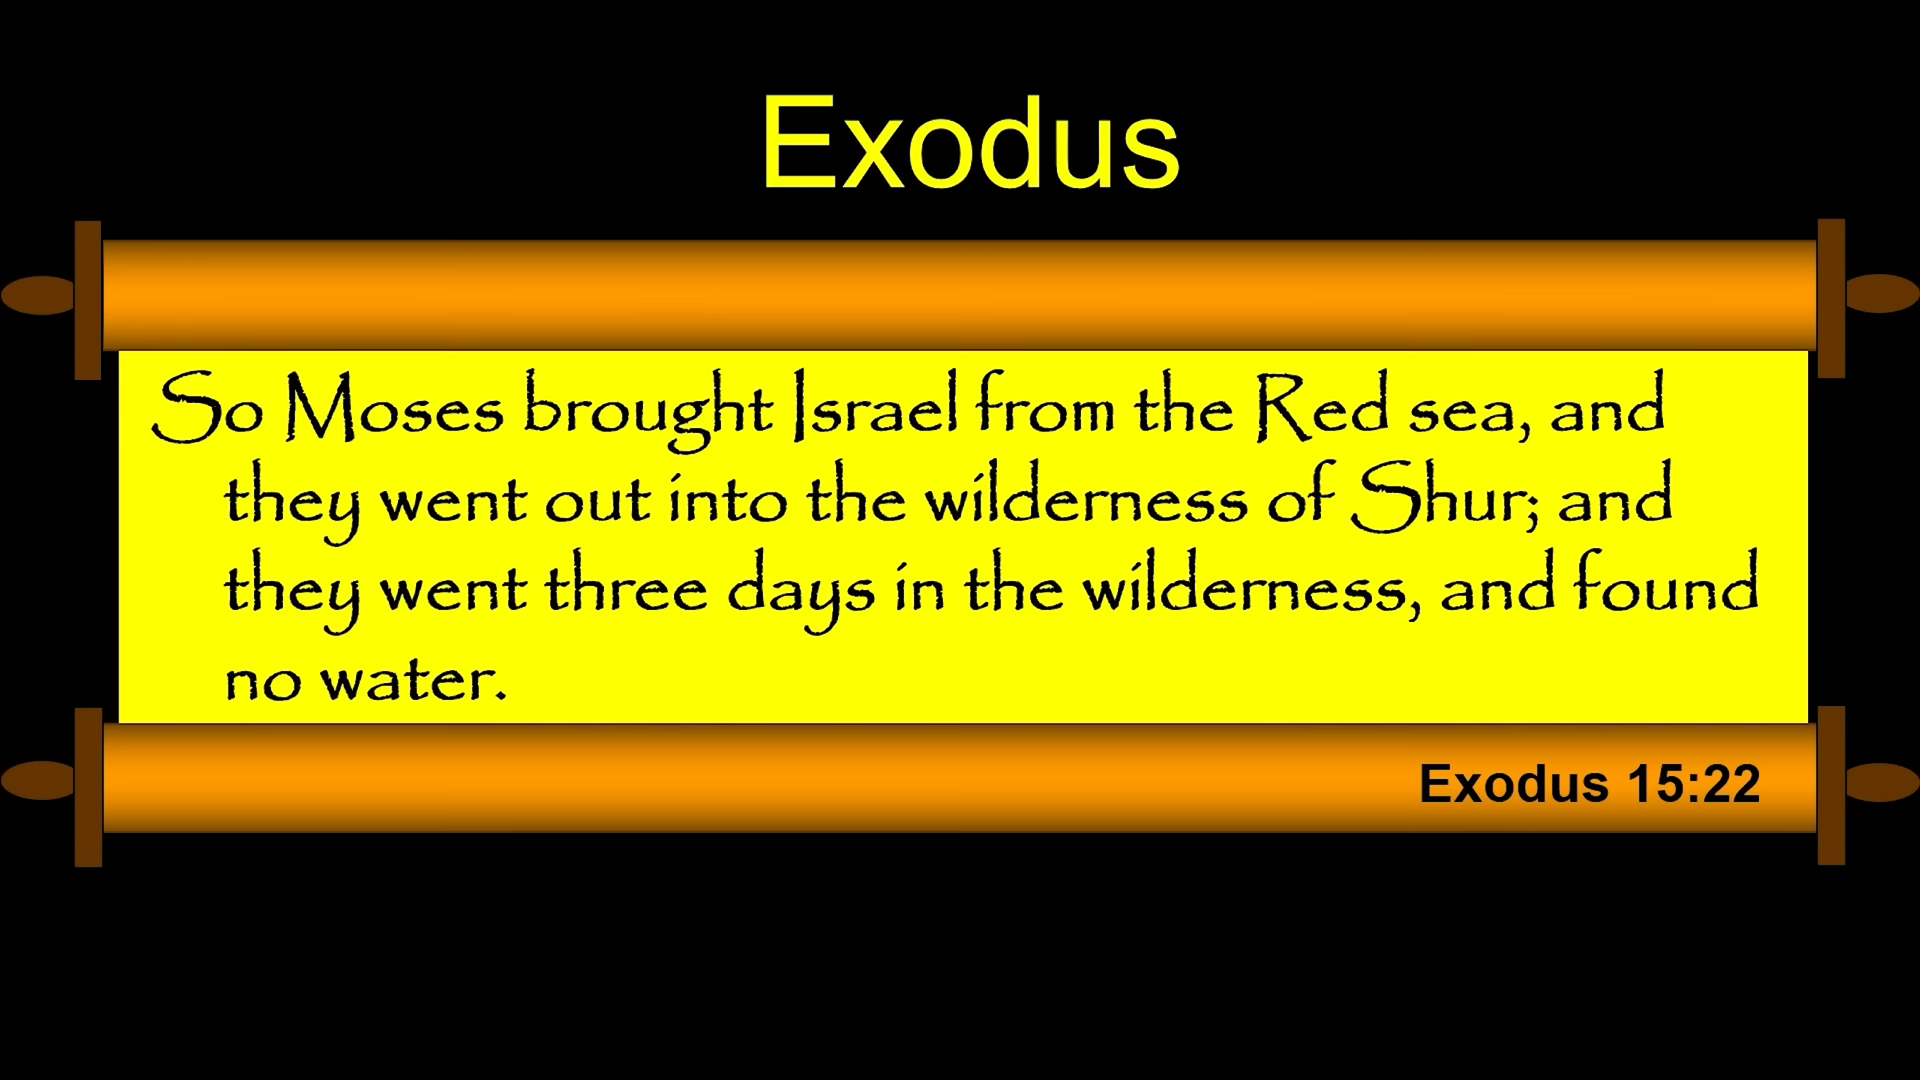 Exodus
So Moses brought Israel from the Red sea, and
they went out into the wilderness of Shur; and
they went three days in the wilderness, and found
no water.
Exodus 15:22